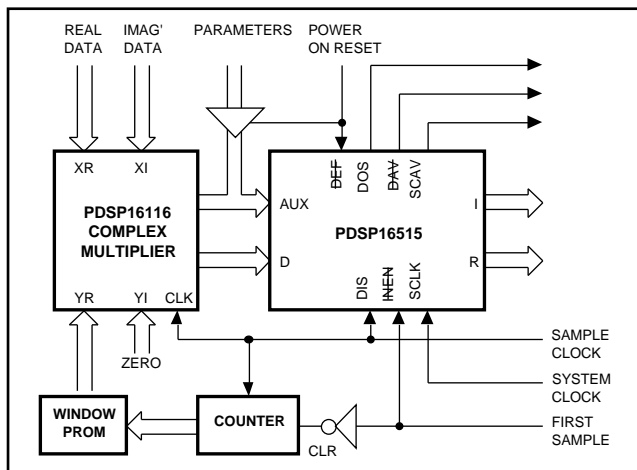 REAL DATA
IMAG' DATA
PARAMETERS
POWER ON RESET
XR
XI
DEF
DOS
DAV
SCAV
PDSP16116
COMPLEX
MULTIPLIER
AUX
PDSP16515
I
D
R
YR
YI
CLK
DIS
INEN
SCLK
ZERO
SAMPLE
CLOCK
SYSTEM
CLOCK
WINDOW
PROM
COUNTER
CLR
FIRST
SAMPLE